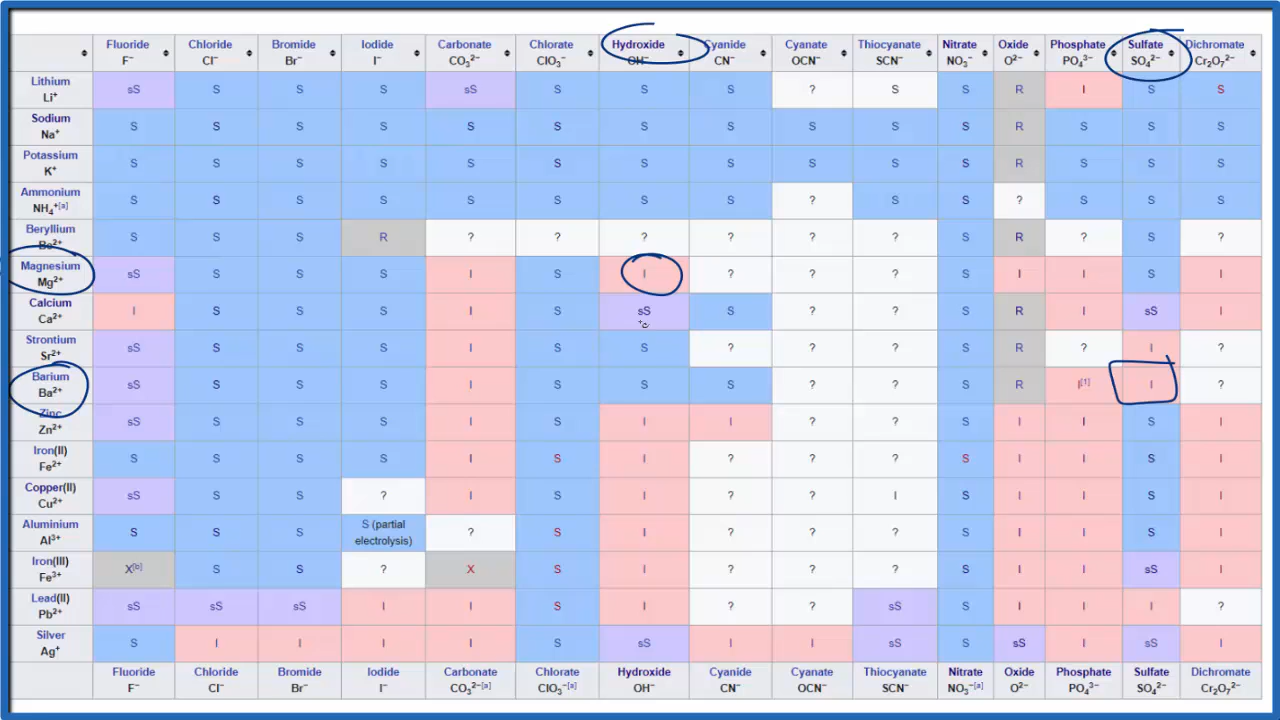 Fluoride Chloride Bromide Iodide Carbonate Chlorate Hydroxide Cyanide Cyanate Thiocyanate Nitrate Oxide Phosphate Sulfate Dichromate
F⁻ Cl⁻ Br⁻ I⁻ CO₃²⁻ ClO₃⁻ OH⁻ CN⁻ OCN⁻ SCN⁻ NO₃⁻ O²⁻ PO₄³⁻ SO₄²⁻ Cr₂O₇²⁻
Lithium Li⁺ sS S S S sS S S S ? S S R I S S
Sodium Na⁺ S S S S S S S S S S S R S S S
Potassium K⁺ S S S S S S S S S S S R S S S
Ammonium NH₄⁺[a] S S S S S S S S ? S S ? S S S
Beryllium Be²⁺ S S S R ? ? ? ? ? ? S R ? S ?
Magnesium Mg²⁺ sS S S S I S I ? ? ? S I I S I
Calcium Ca²⁺ I S S S I S sS S ? ? S R I sS I
Strontium Sr²⁺ sS S S S I S S ? ? ? S R ? I ?
Barium Ba²⁺ sS S S S I S S S ? ? S R I[1] I ?
Zinc Zn²⁺ sS S S S I S I I ? ? S I I S I
Iron(II) Fe²⁺ S S S S I S I ? ? ? S I I S I
Copper(II) Cu²⁺ sS S S ? I S I ? ? I S I I S I
Aluminium Al³⁺ S S S S (partial electrolysis) ? S I ? ? ? S I I S I
Iron(III) Fe³⁺ X[b] S S ? X S I ? ? ? S I I sS I
Lead(II) Pb²⁺ sS sS sS I I S I ? ? sS S I I I ?
Silver Ag⁺ S I I I I S sS I I sS S sS I sS I
Fluoride Chloride Bromide Iodide Carbonate Chlorate Hydroxide Cyanide Cyanate Thiocyanate Nitrate Oxide Phosphate Sulfate Dichromate
F⁻ Cl⁻ Br⁻ I⁻ CO₃²⁻[a] ClO₃⁻[a] OH⁻ CN⁻ OCN⁻ SCN⁻ NO₃⁻[a] O²⁻ PO₄³⁻ SO₄²⁻ Cr₂O₇²⁻